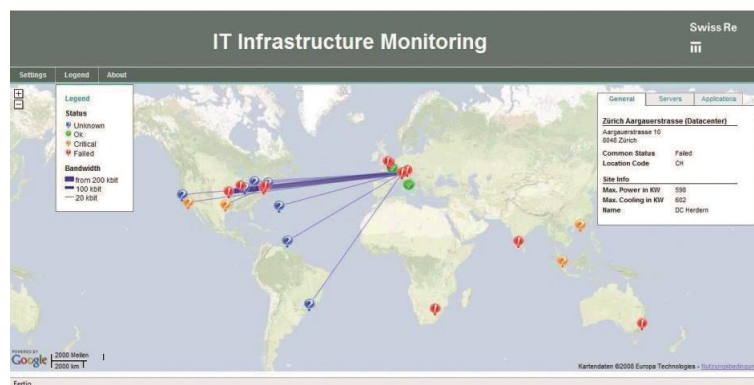 IT Infrastructure Monitoring
Swiss Re
Settings Legend About
Legend
Status
Unknown
Ok
Critical
Failed
Bandwidth
from 200 kbit
100 kbit
20 kbit
General Servers Applications
Zürich Aargauerstrasse (Datacenter)
Aargauerstrasse 10
8048 Zürich
Common Status Failed
Location Code CH
Site Info
Max. Power in KW 598
Max. Cooling in KW 602
Name DC Herdern
POWERED BY
Google
2000 Meilen
2000 km
Kartendaten ©2008 Europa Technologies - Nutzungsbedingungen
Fertig